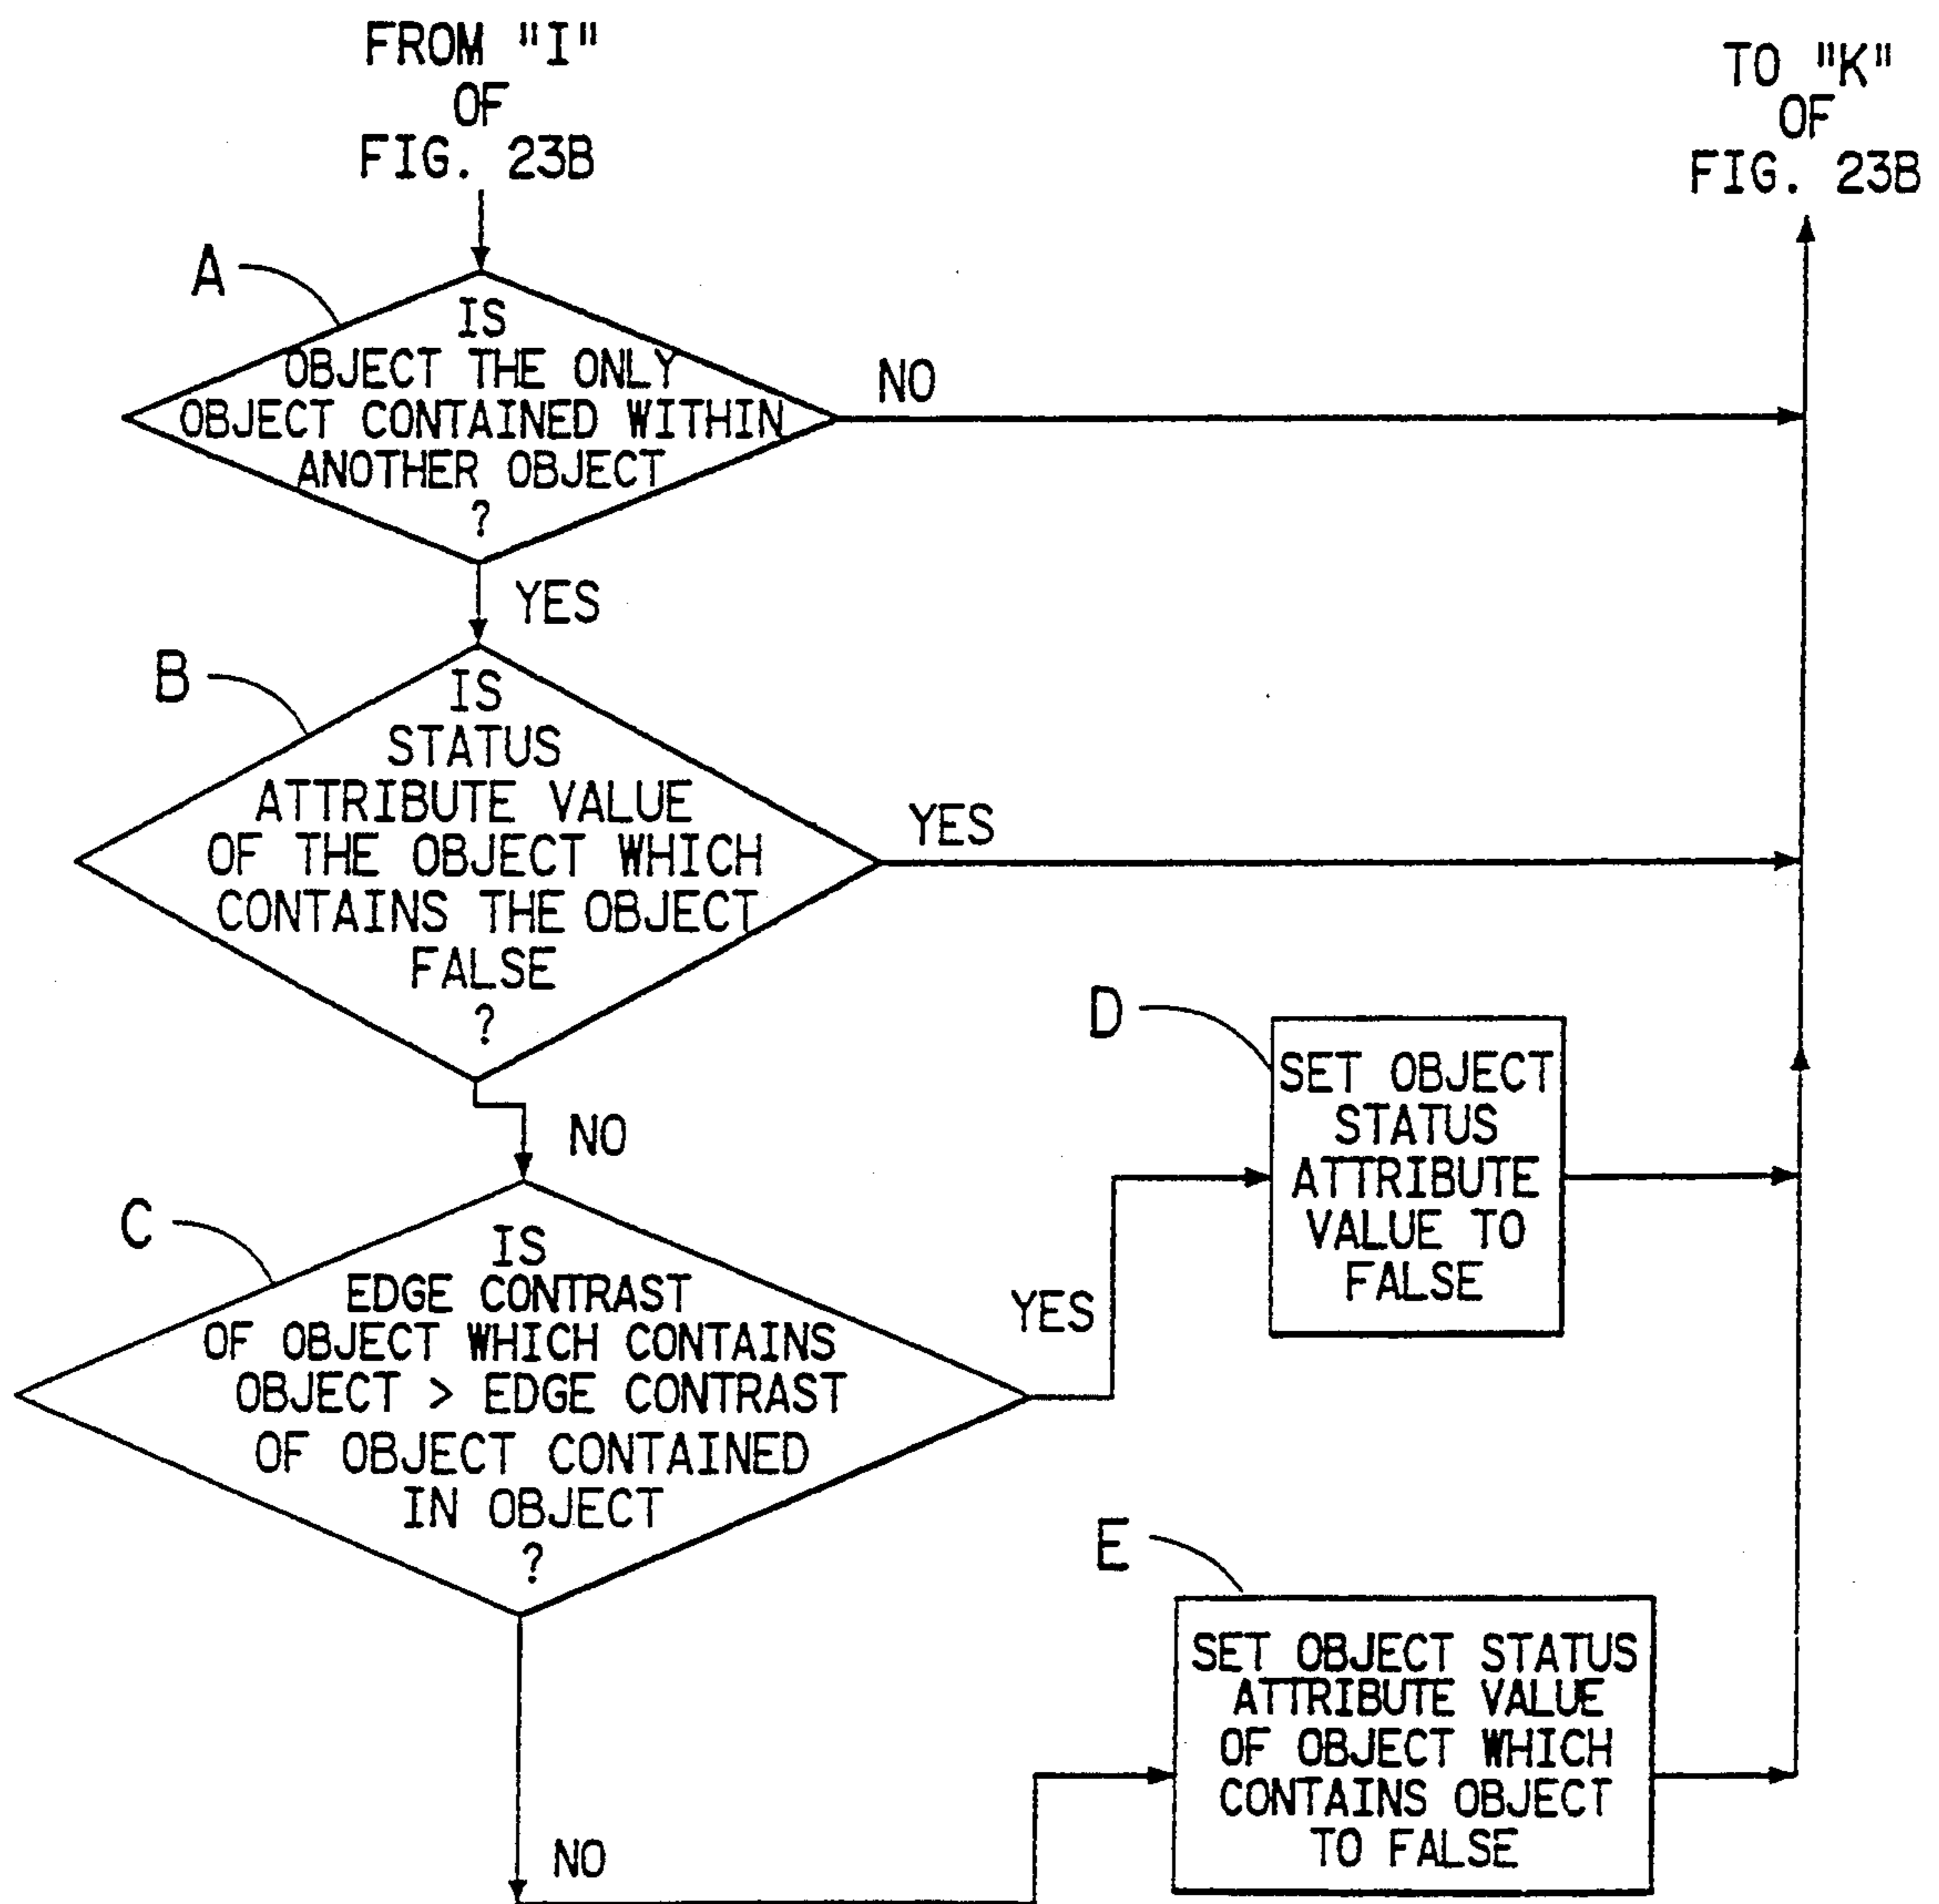 FROM "I"
OF
FIG. 23B
TO "K"
OF
FIG. 23B
A
IS
OBJECT THE ONLY
OBJECT CONTAINED WITHIN
ANOTHER OBJECT
?
NO
YES
B
IS
STATUS
ATTRIBUTE VALUE
OF THE OBJECT WHICH
CONTAINS THE OBJECT
FALSE
?
YES
NO
C
IS
EDGE CONTRAST
OF OBJECT WHICH CONTAINS
OBJECT > EDGE CONTRAST
OF OBJECT CONTAINED
IN OBJECT
?
YES
D
SET OBJECT
STATUS
ATTRIBUTE
VALUE TO
FALSE
NO
E
SET OBJECT STATUS
ATTRIBUTE VALUE
OF OBJECT WHICH
CONTAINS OBJECT
TO FALSE